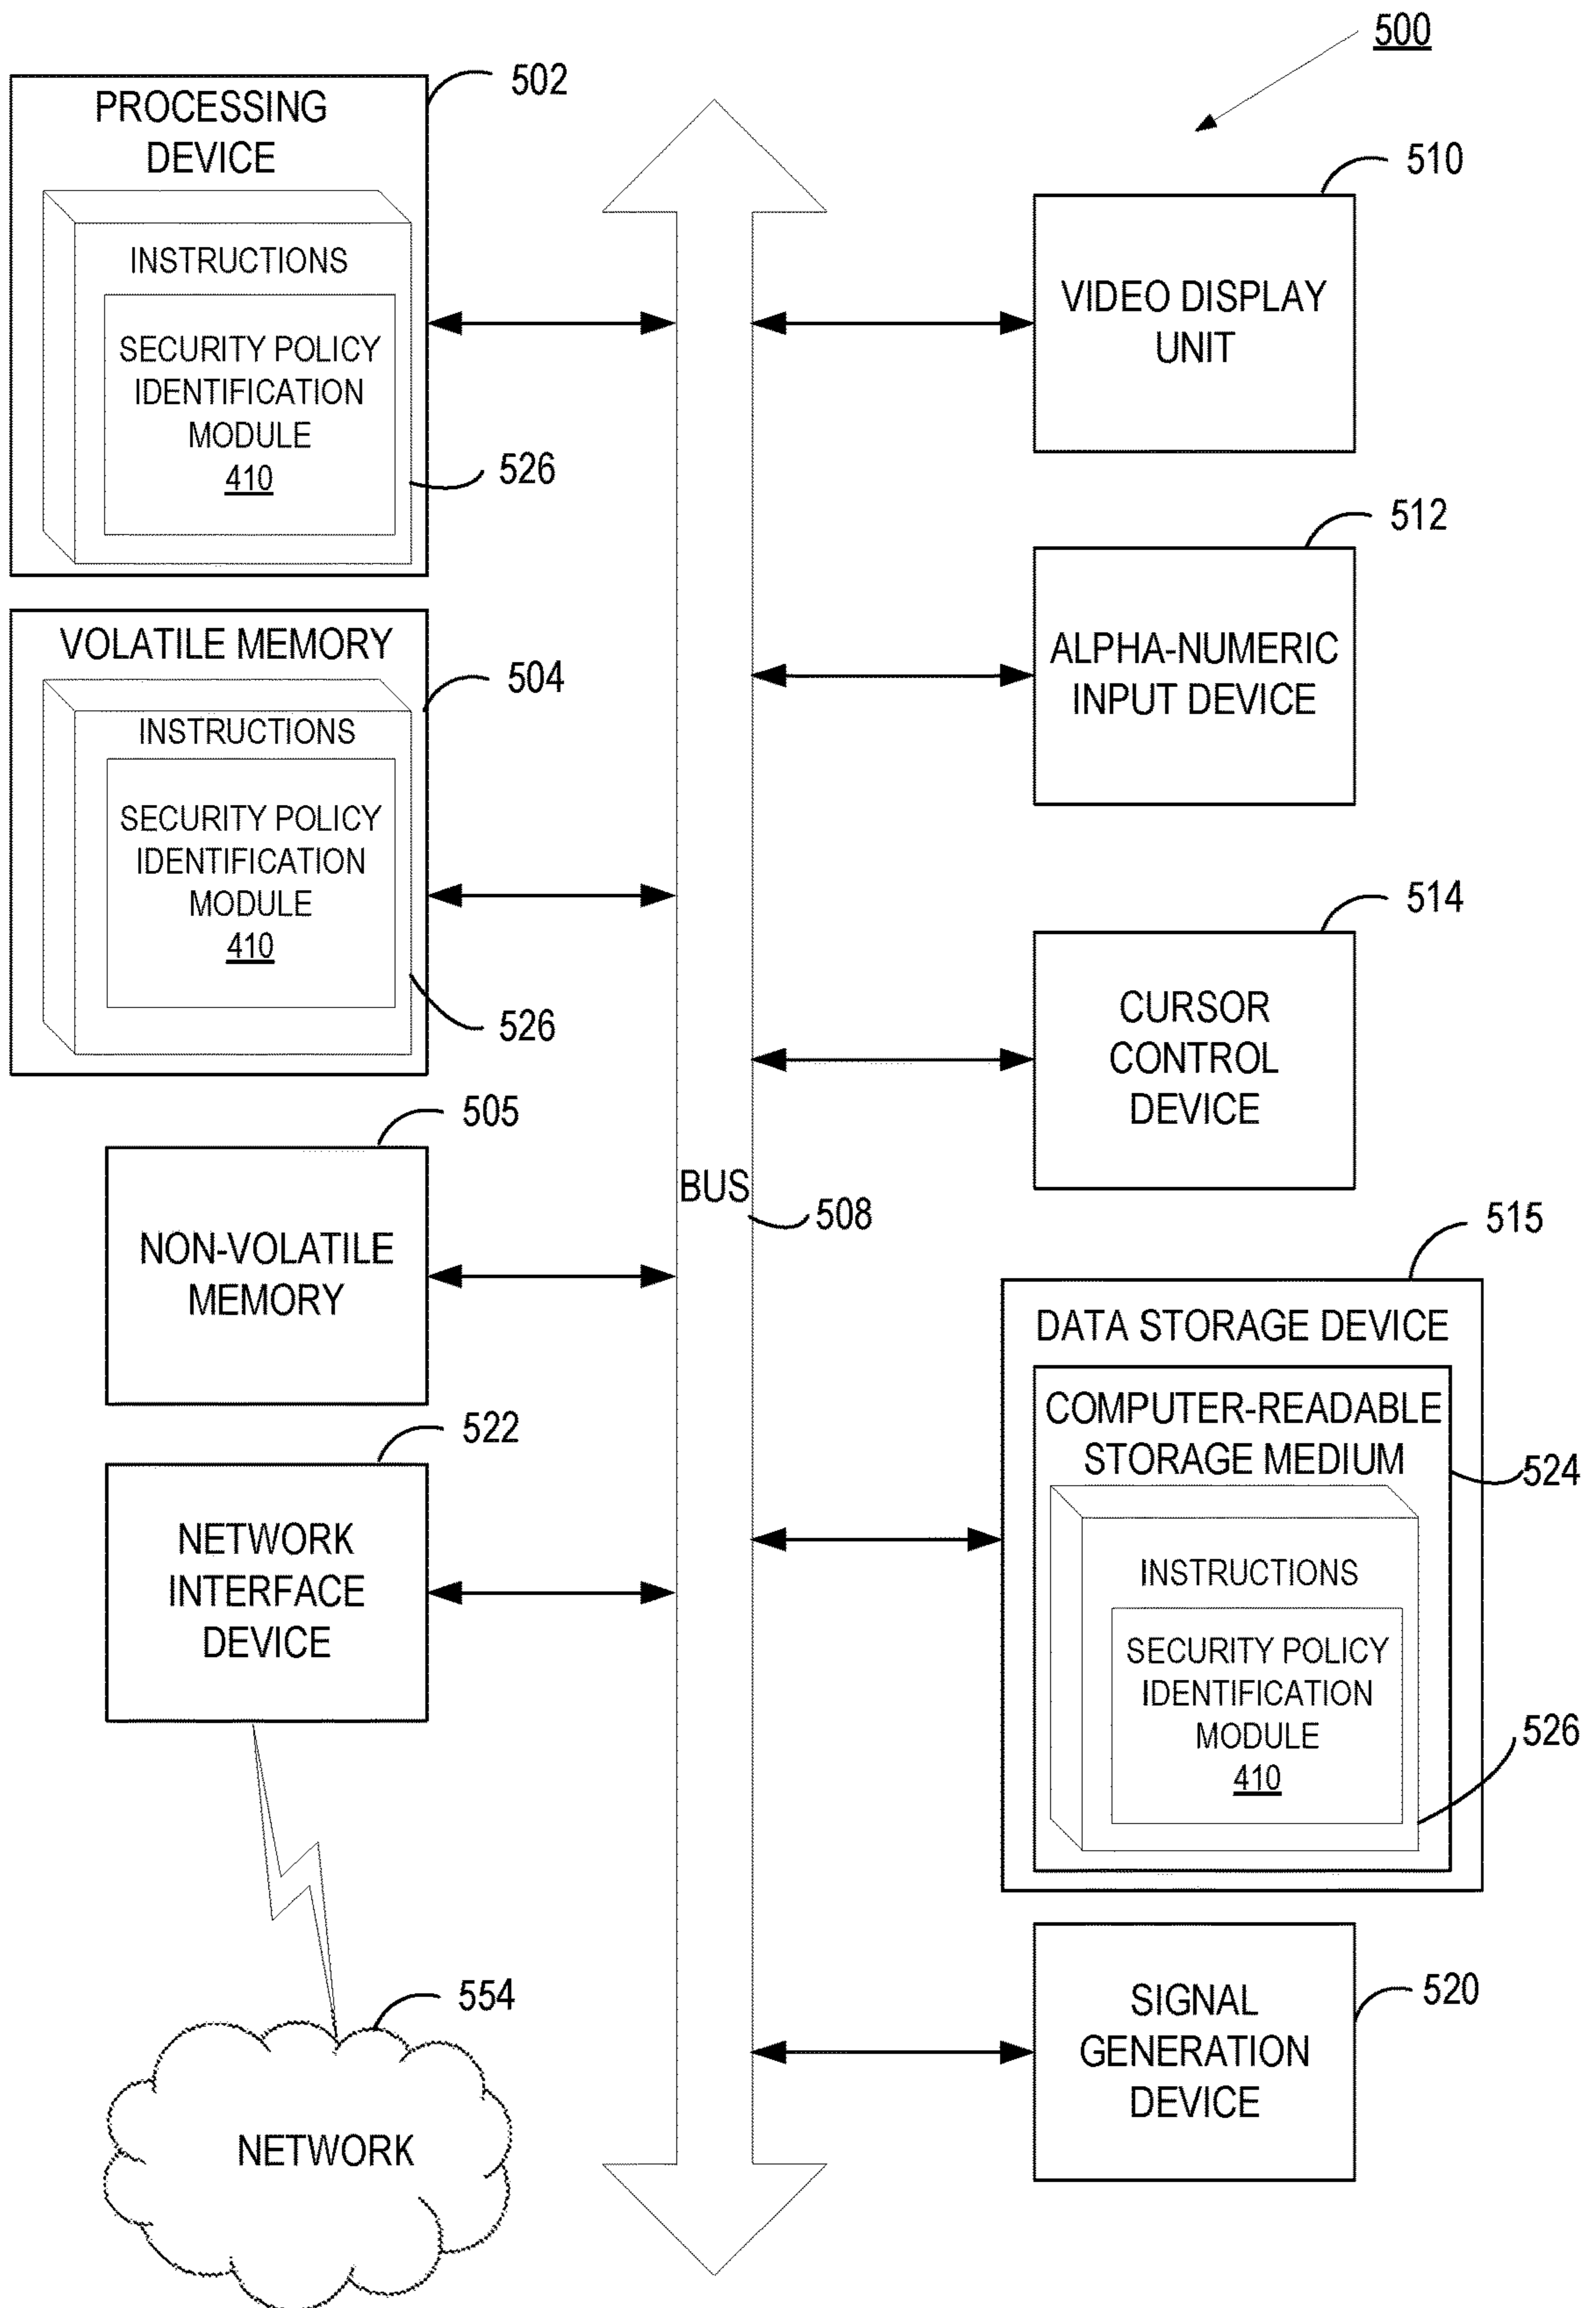 500
502
PROCESSING
DEVICE
INSTRUCTIONS
SECURITY POLICY
IDENTIFICATION
MODULE
410
526
VOLATILE MEMORY
504
INSTRUCTIONS
SECURITY POLICY
IDENTIFICATION
MODULE
410
526
505
NON-VOLATILE
MEMORY
522
NETWORK
INTERFACE
DEVICE
554
NETWORK
BUS
508
510
VIDEO DISPLAY
UNIT
512
ALPHA-NUMERIC
INPUT DEVICE
514
CURSOR
CONTROL
DEVICE
515
DATA STORAGE DEVICE
COMPUTER-READABLE
STORAGE MEDIUM
524
INSTRUCTIONS
SECURITY POLICY
IDENTIFICATION
MODULE
410
526
520
SIGNAL
GENERATION
DEVICE